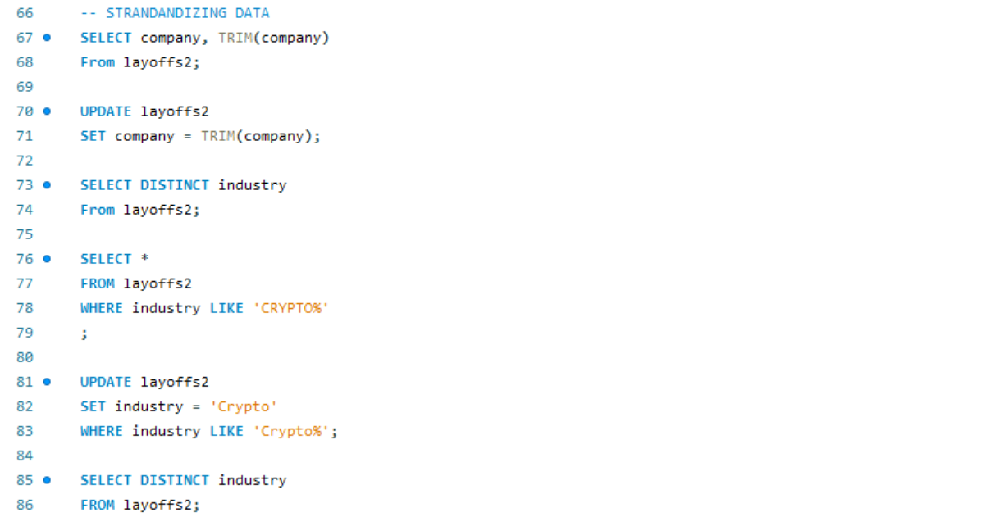 66 -- STRANDANDIZING DATA
67 SELECT company, TRIM(company)
68 From layoffs2;
69
70 UPDATE layoffs2
71 SET company = TRIM(company);
72
73 SELECT DISTINCT industry
74 From layoffs2;
75
76 SELECT *
77 FROM layoffs2
78 WHERE industry LIKE 'CRYPTO%'
79 ;
80
81 UPDATE layoffs2
82 SET industry = 'Crypto'
83 WHERE industry LIKE 'Crypto%';
84
85 SELECT DISTINCT industry
86 FROM layoffs2;